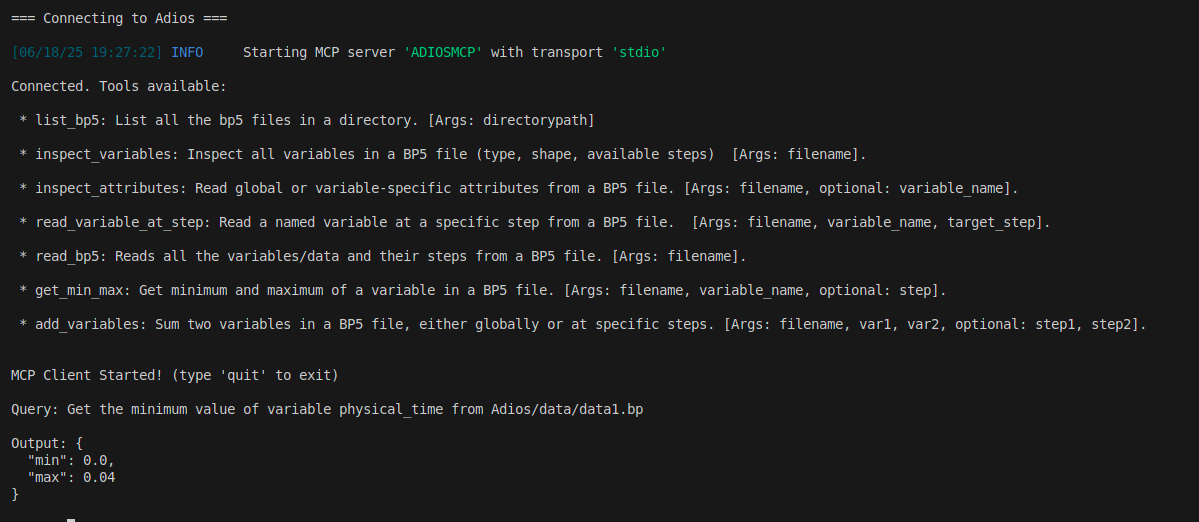 === Connecting to Adios ===
[06/18/25 19:27:22] INFO     Starting MCP server 'ADIOSMCP' with transport 'stdio'
Connected. Tools available:
 * list_bp5: List all the bp5 files in a directory. [Args: directorypath]
 * inspect_variables: Inspect all variables in a BP5 file (type, shape, available steps)  [Args: filename].
 * inspect_attributes: Read global or variable-specific attributes from a BP5 file. [Args: filename, optional: variable_name].
 * read_variable_at_step: Read a named variable at a specific step from a BP5 file.  [Args: filename, variable_name, target_step].
 * read_bp5: Reads all the variables/data and their steps from a BP5 file. [Args: filename].
 * get_min_max: Get minimum and maximum of a variable in a BP5 file. [Args: filename, variable_name, optional: step].
 * add_variables: Sum two variables in a BP5 file, either globally or at specific steps. [Args: filename, var1, var2, optional: step1, step2].
MCP Client Started! (type 'quit' to exit)
Query: Get the minimum value of variable physical_time from Adios/data/data1.bp
Output: {
  "min": 0.0,
  "max": 0.04
}